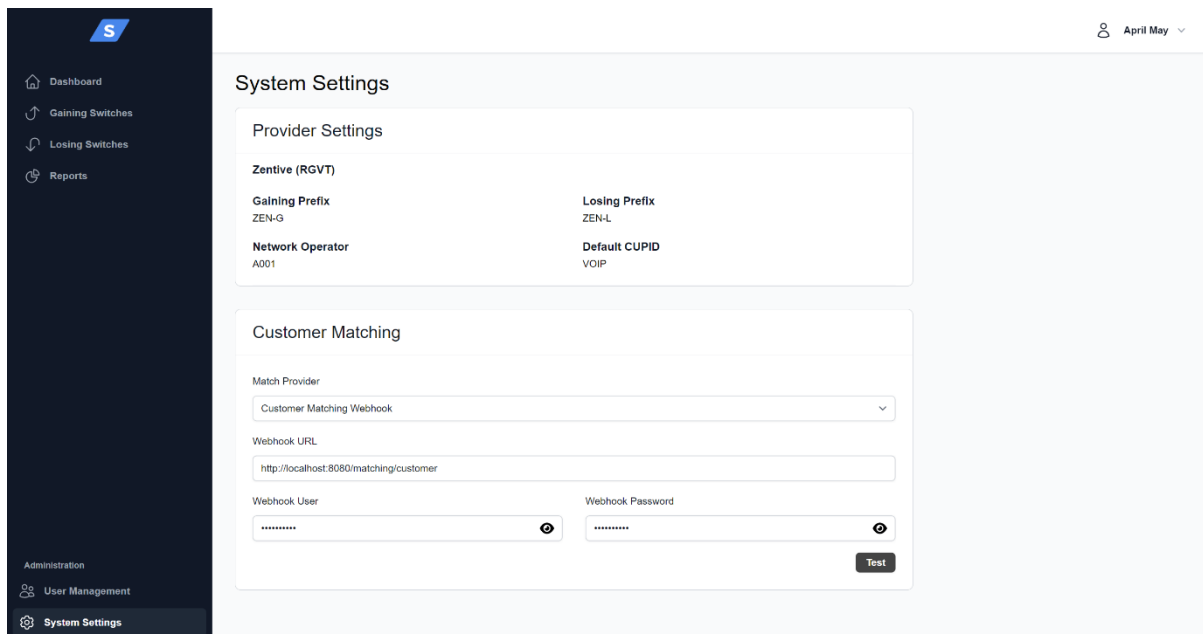 S
April May
Dashboard
Gaining Switches
Losing Switches
Reports
System Settings
Provider Settings
Zentive (RGVT)
Gaining Prefix
Losing Prefix
ZEN-G
ZEN-L
Network Operator
Default CUPID
A001
VOIP
Customer Matching
Match Provider
Customer Matching Webhook
Webhook URL
http://localhost:8080/matching/customer
Webhook User
Webhook Password
••••••••••
••••••••••
Test
Administration
User Management
System Settings